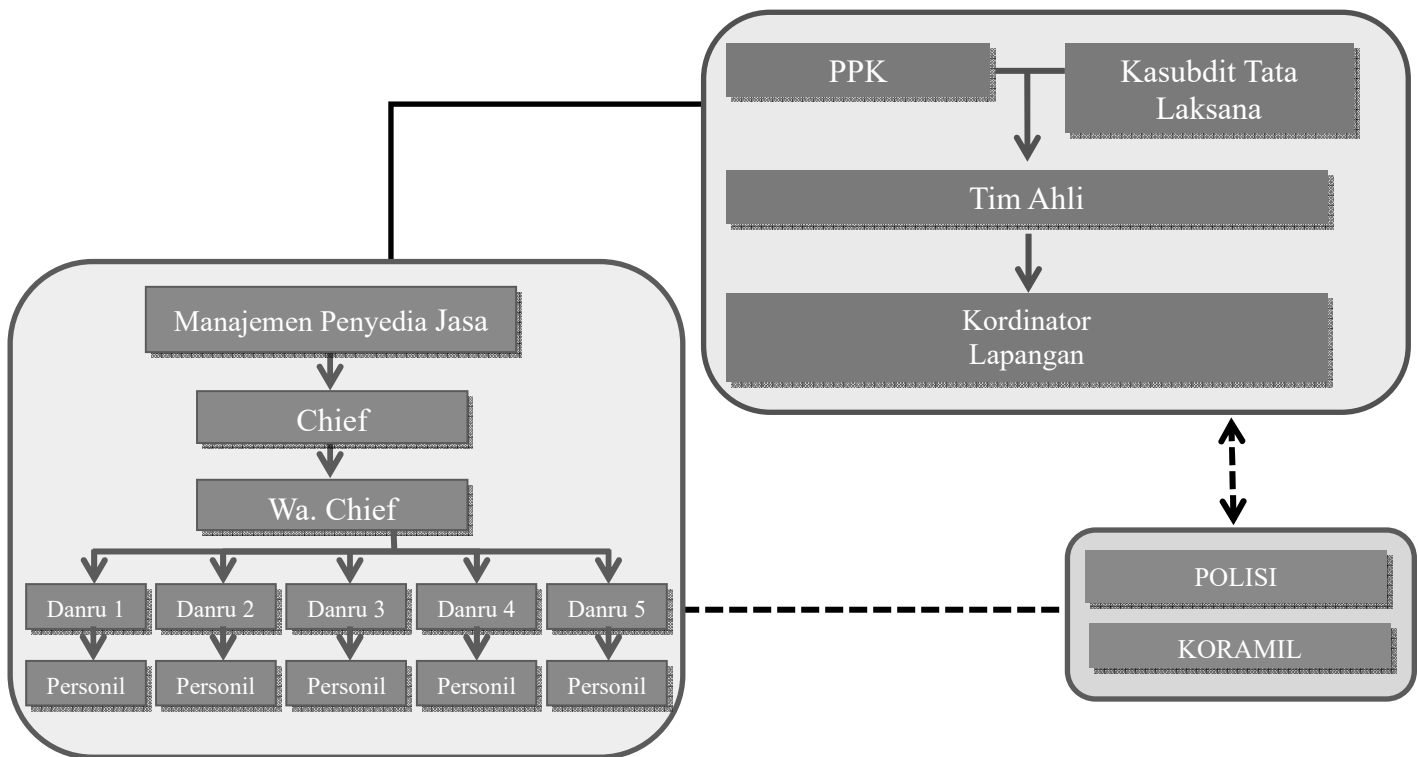 PPK
Kasubdit Tata
Laksana
Tim Ahli
Kordinator
Lapangan
Manajemen Penyedia Jasa
Chief
Wa. Chief
Danru 1
Danru 2
Danru 3
Danru 4
Danru 5
Personil
Personil
Personil
Personil
Personil
POLISI
KORAMIL